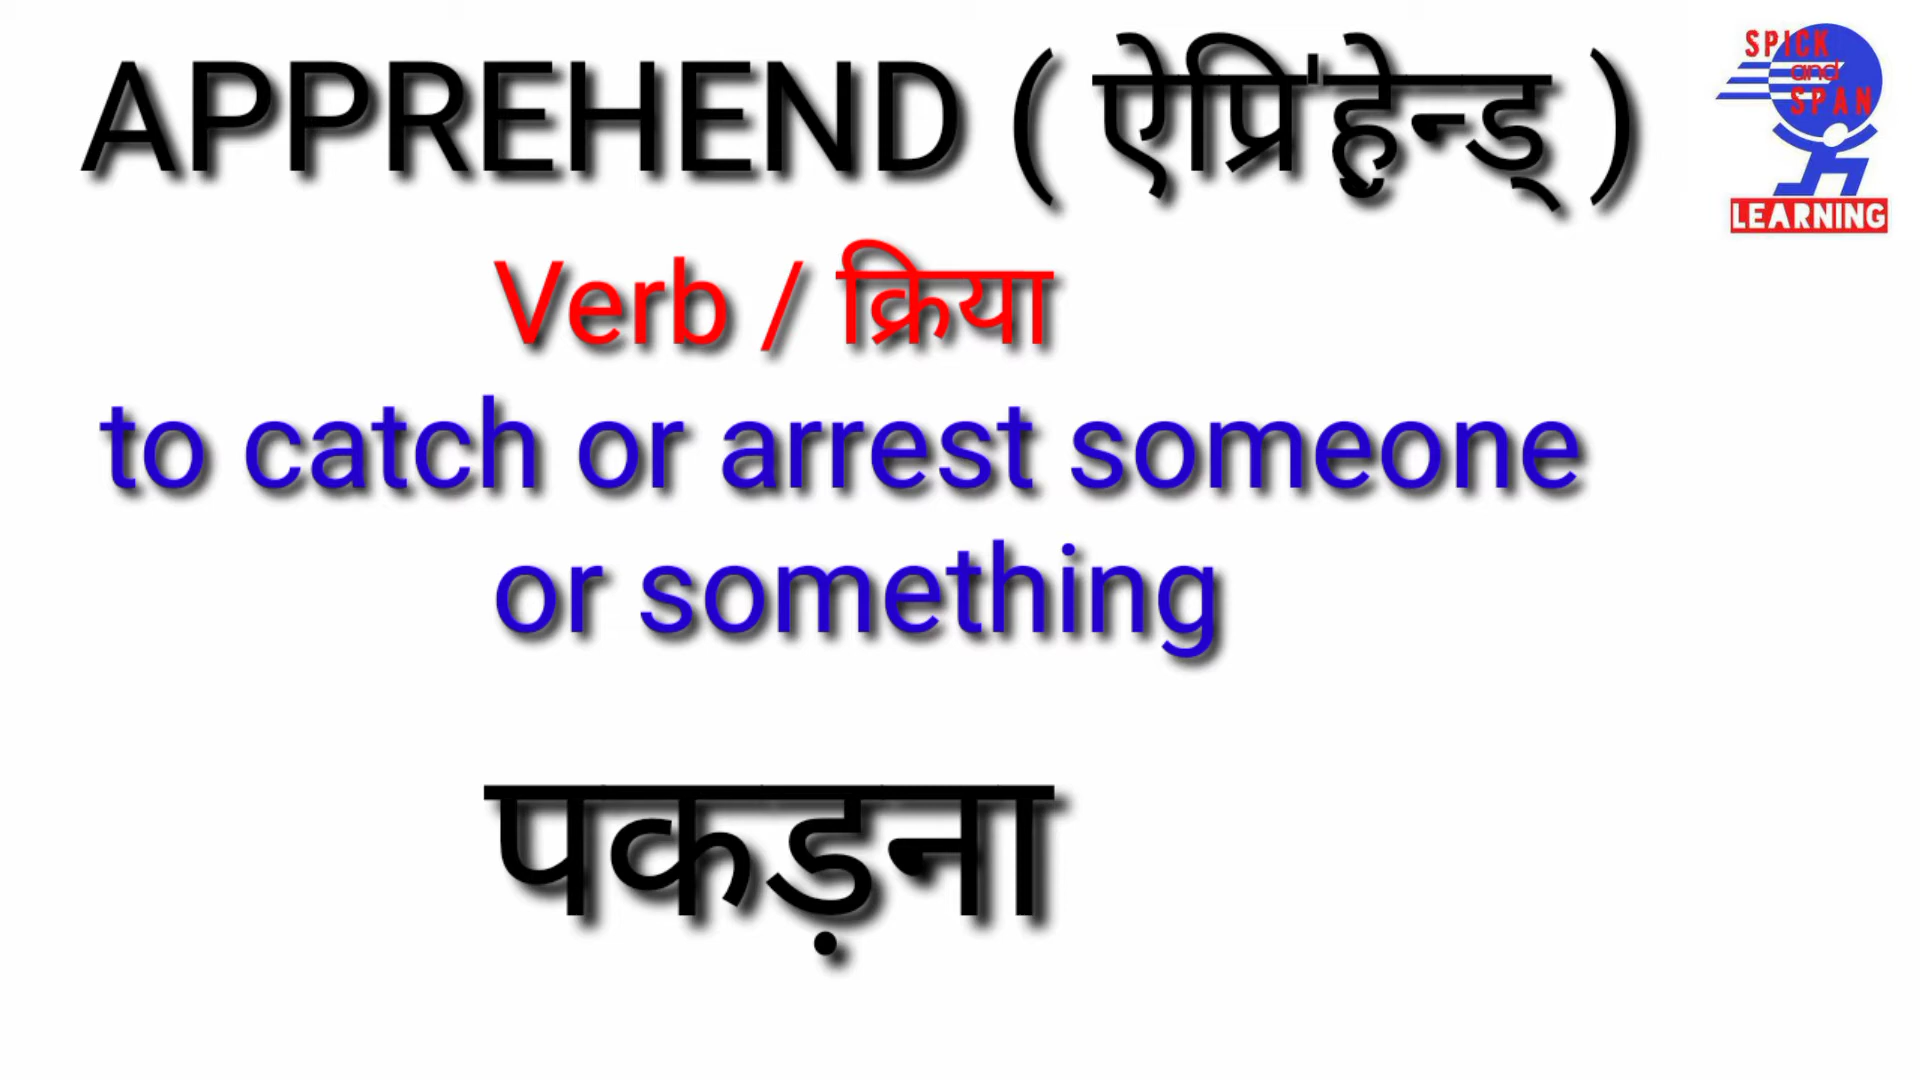 APPREHEND ( ऐप्रि'हेन्ड् )
Verb / क्रिया
to catch or arrest someone
or something
पकड़ना
SPICK
and
SPAN
LEARNING